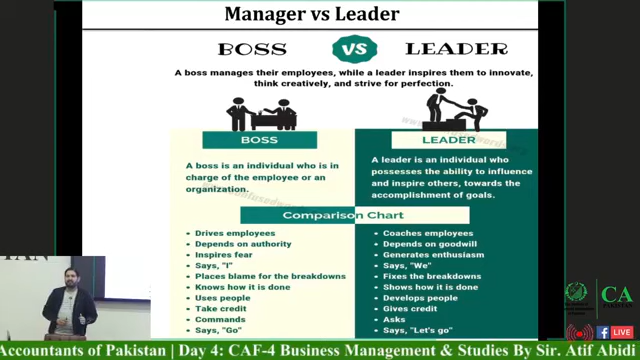 Manager vs Leader
BOSS VS LEADER
A boss manages their employees, while a leader inspires them to innovate,
think creatively, and strive for perfection.
BOSS
A boss is an individual who is in
charge of the employee or an
organization.
LEADER
A leader is an individual who
possesses the ability to influence
and inspire others, towards the
accomplishment of goals.
Comparison Chart
• Drives employees
• Depends on authority
• Inspires fear
• Says, "I"
• Places blame for the breakdowns
• Knows how it is done
• Uses people
• Take credit
• Commands
• Says, "Go"
• Coaches employees
• Depends on goodwill
• Generates enthusiasm
• Says, "We"
• Fixes the breakdowns
• Shows how it is done
• Develops people
• Gives credit
• Asks
• Says, "Let's go"
TAN
CA
PAKISTAN
LIVE
Accountants of Pakistan | Day 4: CAF-4 Business Management & Studies By Sir. Atif Abidi